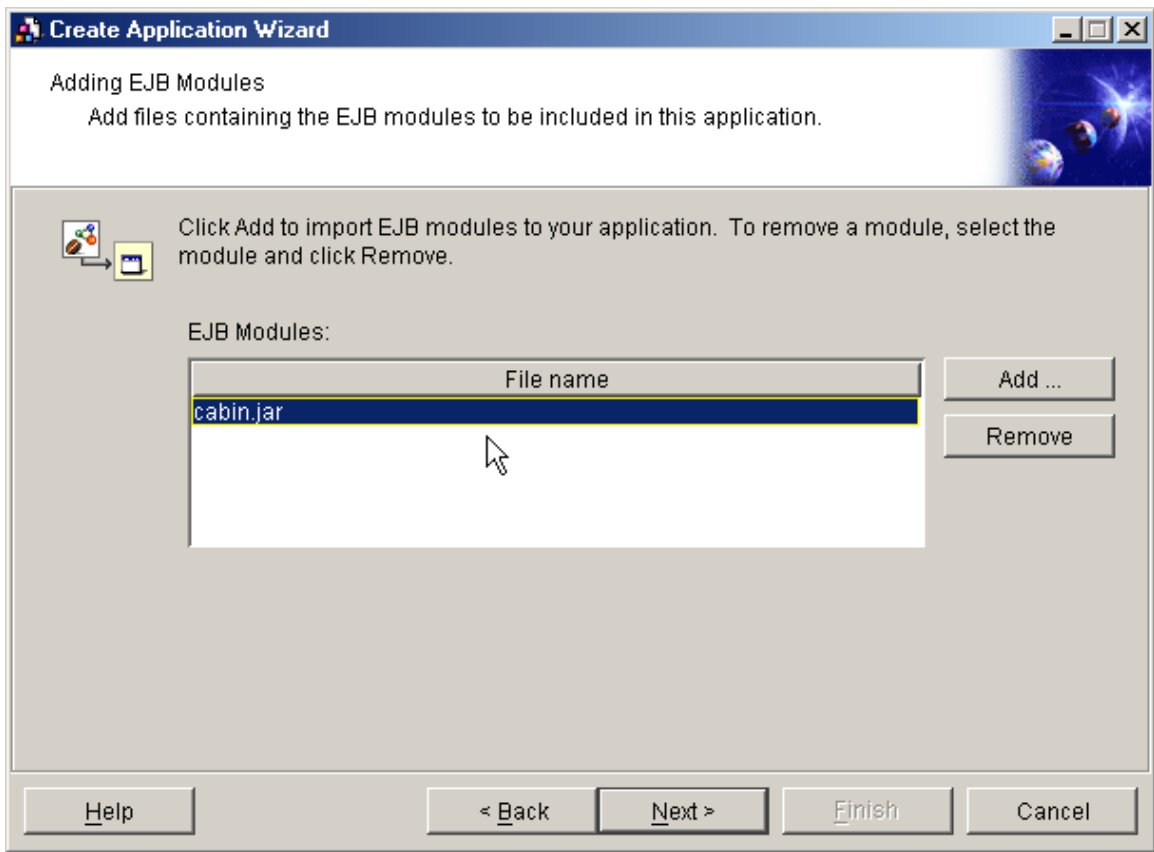 Create Application Wizard
Adding EJB Modules
Add files containing the EJB modules to be included in this application.
Click Add to import EJB modules to your application. To remove a module, select the
module and click Remove.
EJB Modules:
File name
Add ...
cabin.jar
Remove
Help
< Back
Next >
Finish
Cancel